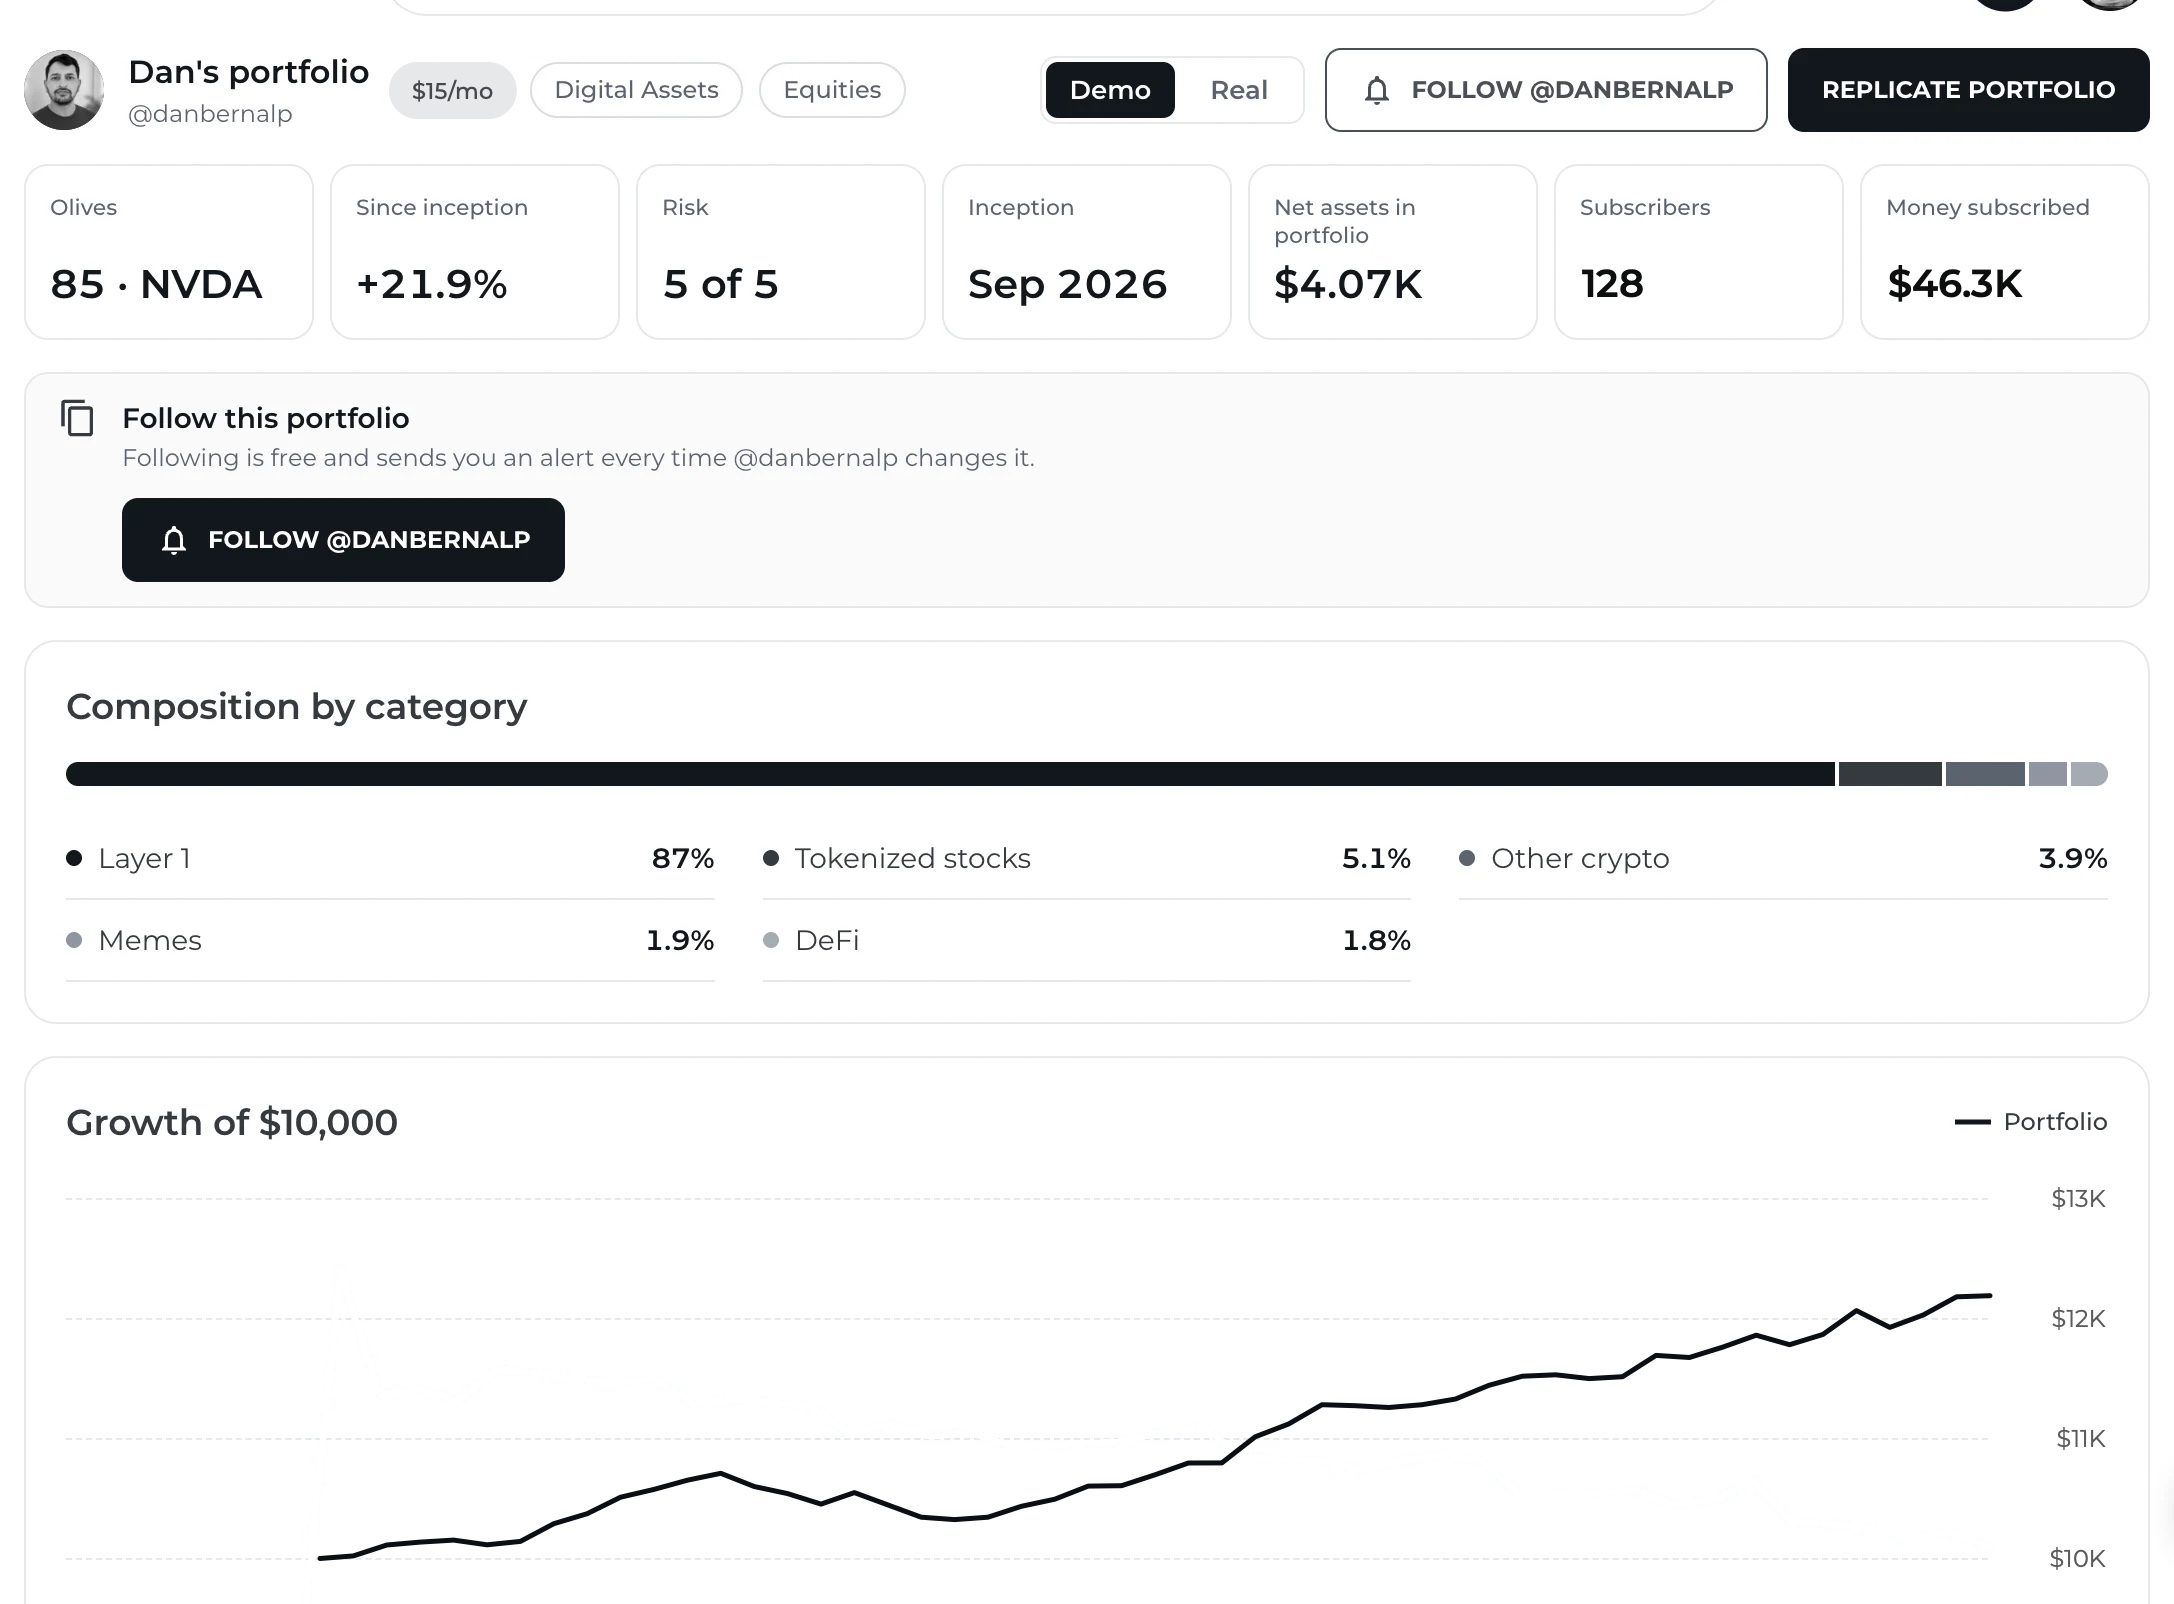 Dan's portfolio
@danbernalp
$15/mo
Digital Assets
Equities
Demo
Real
FOLLOW @DANBERNALP
REPLICATE PORTFOLIO
Olives
85 · NVDA
Since inception
+21.9%
Risk
5 of 5
Inception
Sep 2026
Net assets in
portfolio
$4.07K
Subscribers
128
Money subscribed
$46.3K
Follow this portfolio
Following is free and sends you an alert every time @danbernalp changes it.
FOLLOW @DANBERNALP
Composition by category
Layer 1 87%
Tokenized stocks 5.1%
Other crypto 3.9%
Memes 1.9%
DeFi 1.8%
Growth of $10,000
Portfolio
$13K
$12K
$11K
$10K